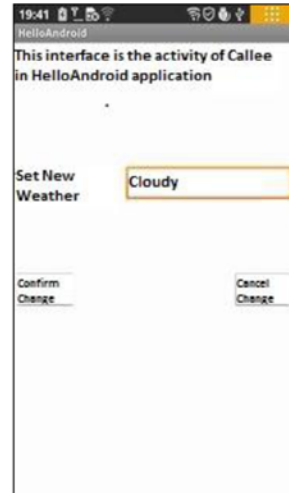 19:41
HelloAndroid
This interface is the activity of Callee
in HelloAndroid application
Set New
Weather
Cloudy
Confirm
Change
Cancel
Change